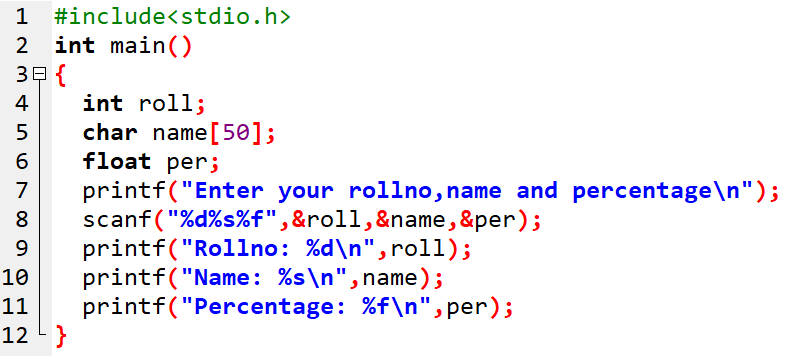 1 #include<stdio.h>
2 int main()
3 {
4 int roll;
5 char name[50];
6 float per;
7 printf("Enter your rollno,name and percentage\n");
8 scanf("%d%s%f",&roll,&name,&per);
9 printf("Rollno: %d\n",roll);
10 printf("Name: %s\n",name);
11 printf("Percentage: %f\n",per);
12 }